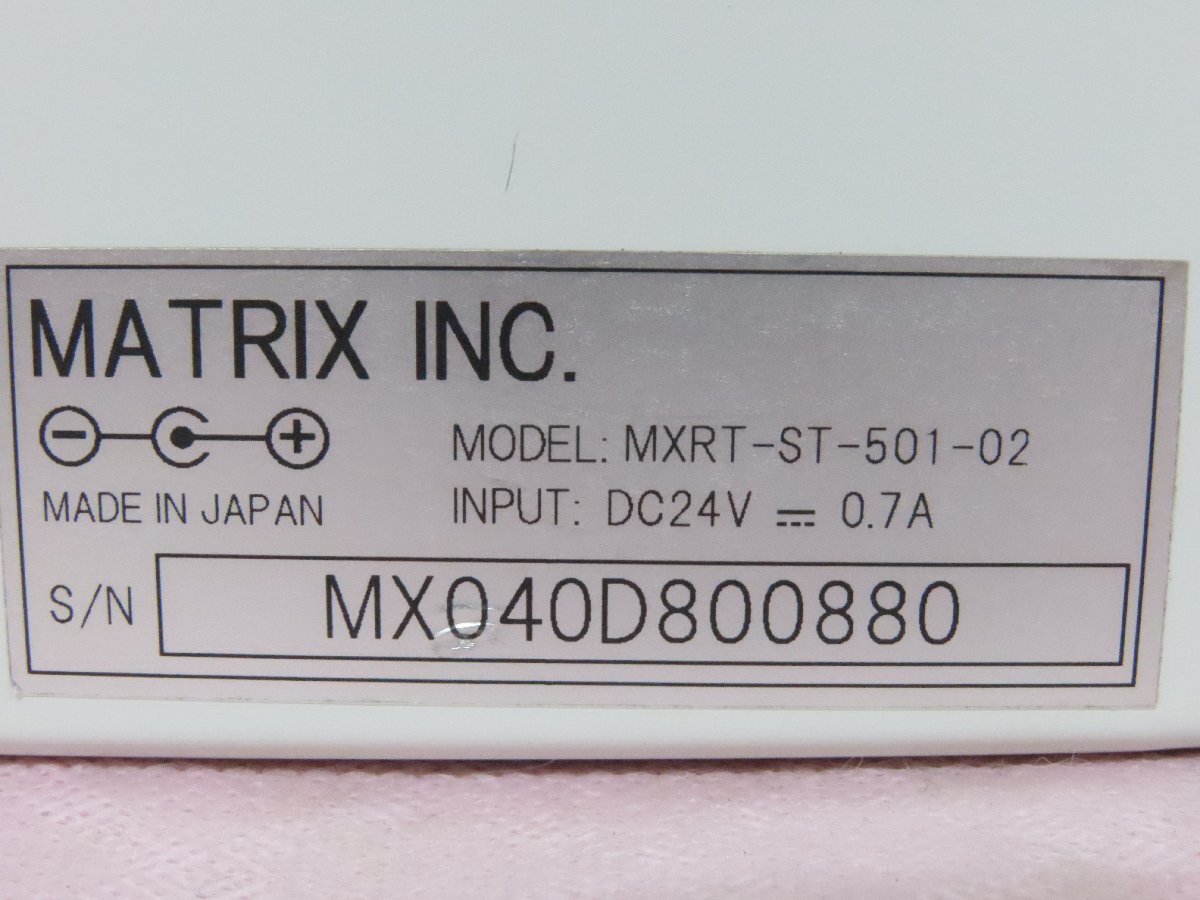 MATRIX INC.
MODEL: MXRT-ST-501-02
MADE IN JAPAN
INPUT: DC24V ⎓ 0.7A
S/N MX040D800880